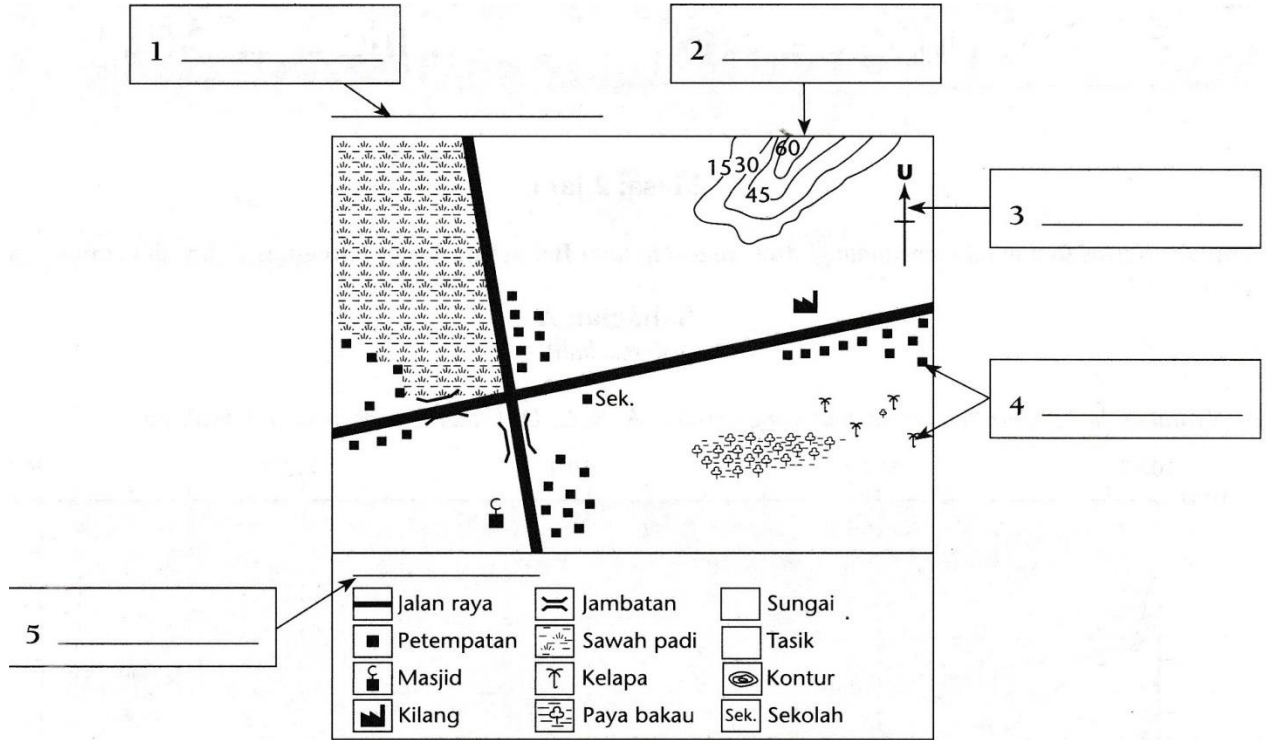 1
2
60
15 30
45
U
3
Sek.
4
5
Jalan raya
Jambatan
Sungai
Petempatan
Sawah padi
Tasik
Masjid
Kelapa
Kontur
Kilang
Paya bakau
Sek. Sekolah